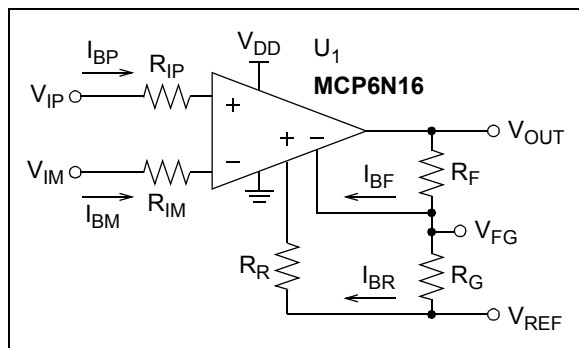 I_BP
V_DD
U_1
R_IP
MCP6N16
V_IP
+
+ −
V_OUT
V_IM
−
I_BF
R_F
I_BM
R_IM
V_FG
R_R
I_BR
R_G
V_REF